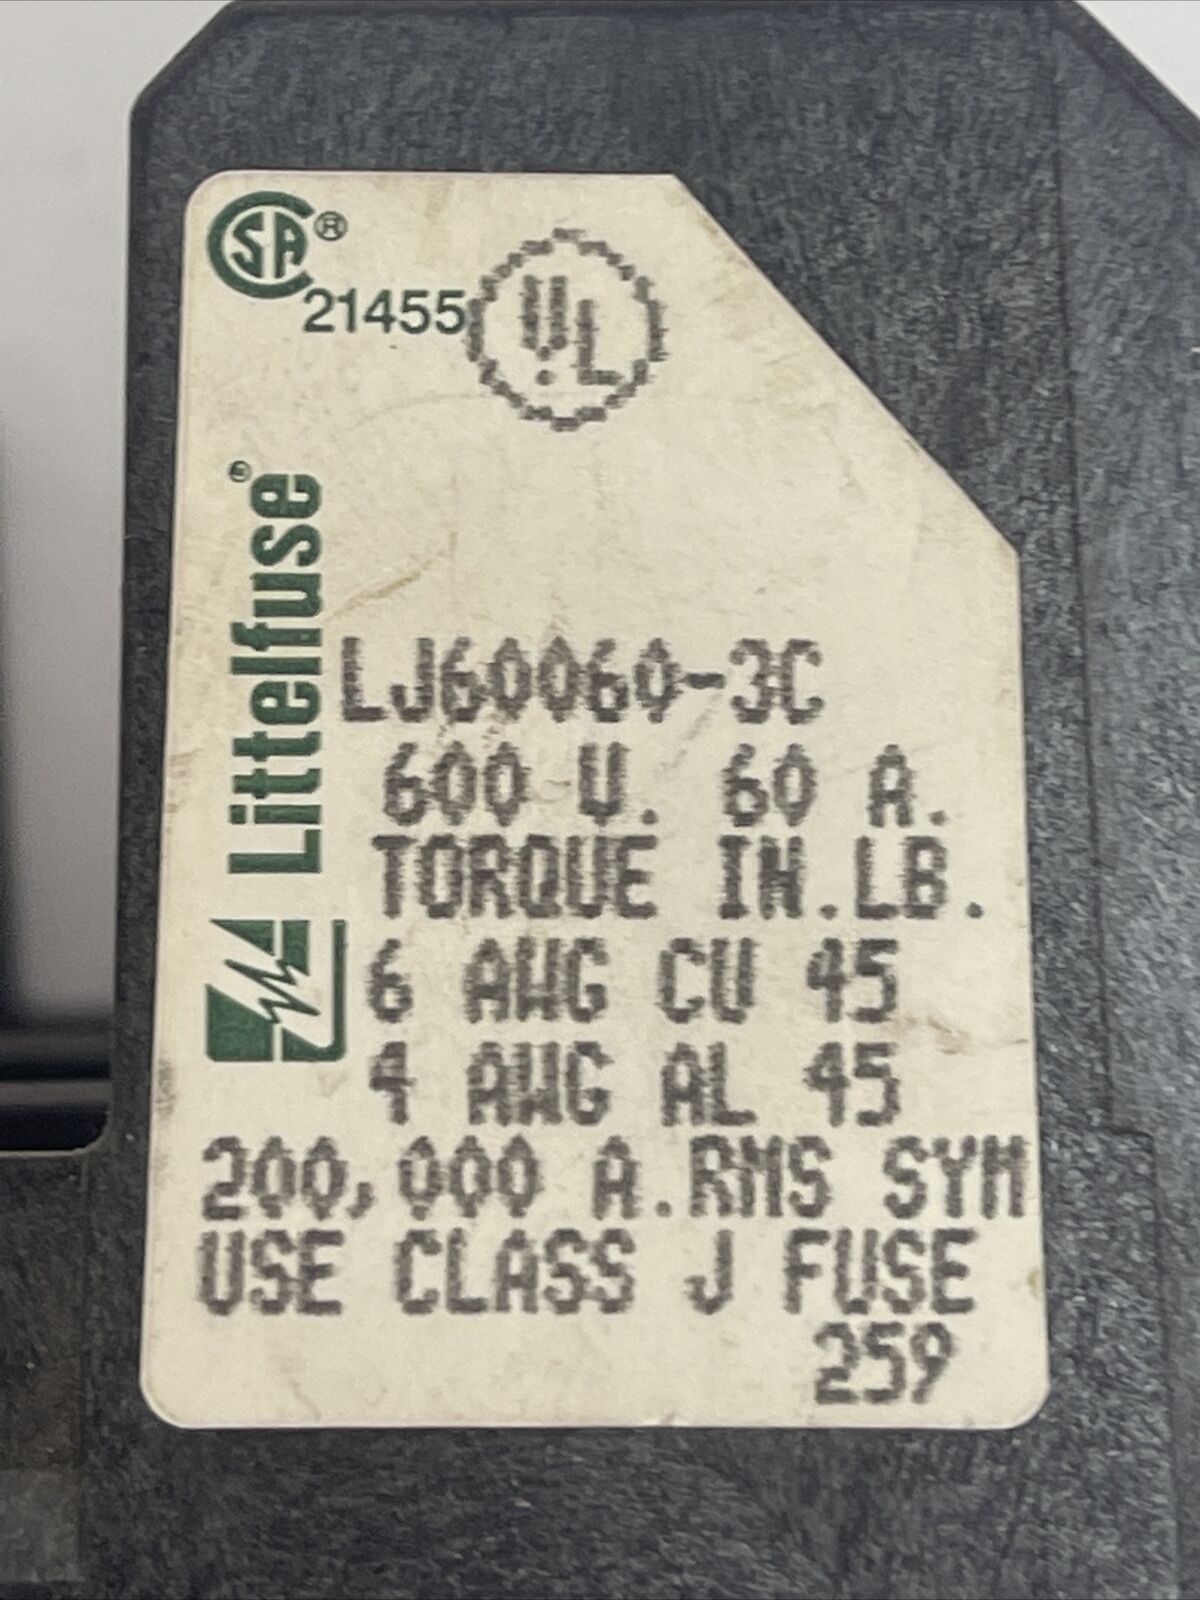 CSA®
21455
UL
Littelfuse®
LJ60060-3C
600 V. 60 A.
TORQUE IN.LB.
6 AWG CU 45
4 AWG AL 45
200,000 A.RMS SYM
USE CLASS J FUSE
259